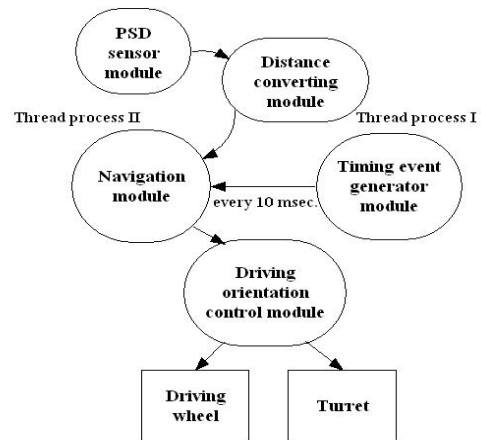 PSD
sensor
module
Distance
converting
module
Thread process II
Thread process I
Navigation
module
every 10 msec.
Timing event
generator
module
Driving
orientation
control module
Driving
wheel
Turret